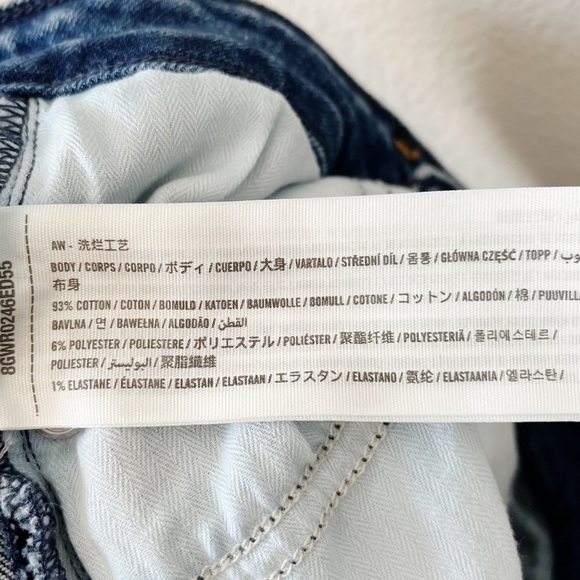 AW - 洗烂工艺
BODY / CORPS / CORPO / ボディ / CUERPO / 大身 / VARTALO / STŘEDNÍ DÍL / 몸통 / GŁÓWNA CZĘŚĆ / TOPP /
布身
93% COTTON / COTON / BOMULD / KATOEN / BAUMWOLLE / BOMULL / COTONE / コットン / ALGODÓN / 棉 / PUUVILLA
BAVLNA / 면 / BAWEŁNA / ALGODÃO / القطن
6% POLYESTER / POLIESTERE / ポリエステル / POLIÉSTER / 聚酯纤维 / POLYESTERIÄ / 폴리에스테르 /
POLIESTER / البوليستر / 聚脂纖維
1% ELASTANE / ÉLASTANE / ELASTAN / ELASTAAN / エラスタン / ELASTANO / 氨纶 / ELASTAANIA / 엘라스탄 /
8GWR0246ED55